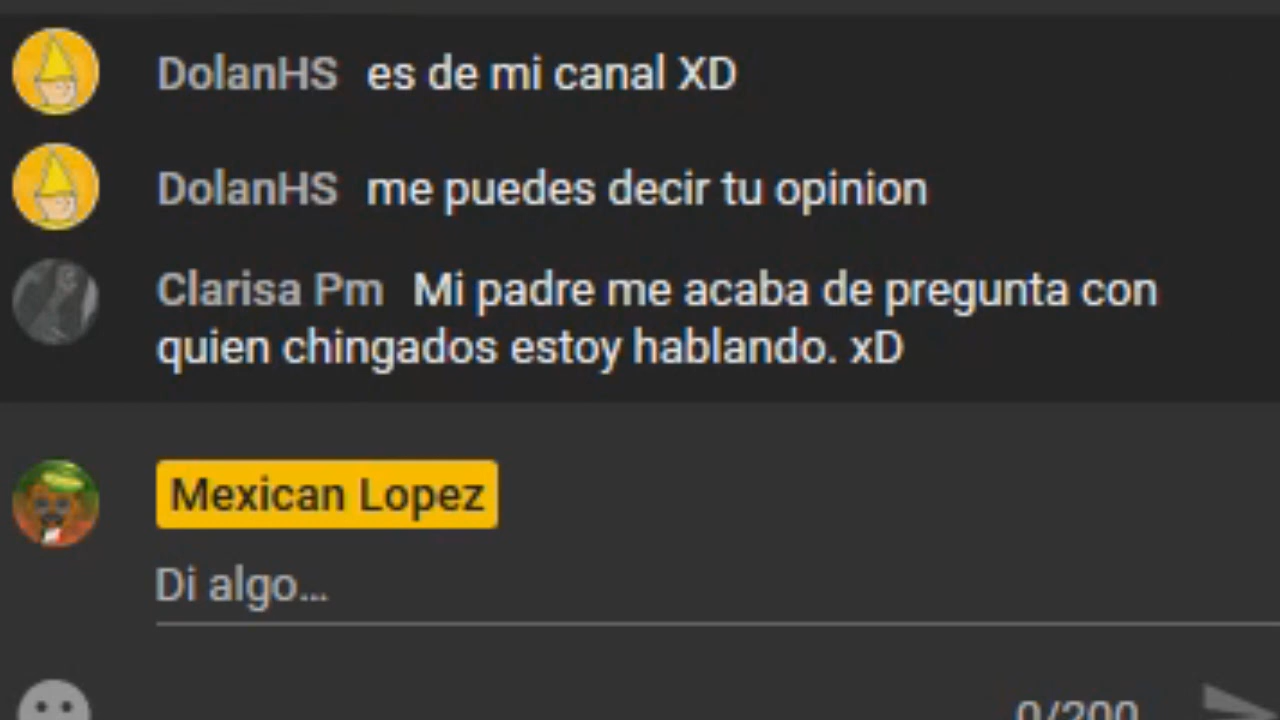 DolanHS es de mi canal XD
DolanHS me puedes decir tu opinion
Clarisa Pm Mi padre me acaba de pregunta con
quien chingados estoy hablando. xD
Mexican Lopez
Di algo...
0/200